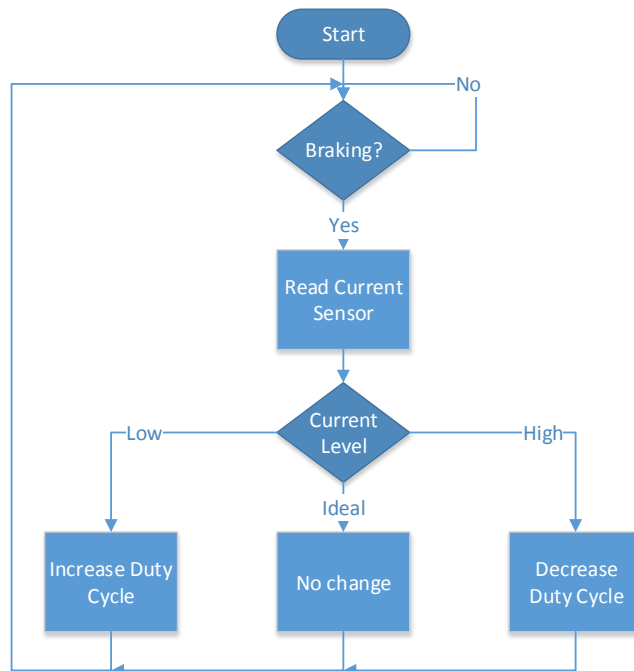 Start
No
Braking?
Yes
Read Current
Sensor
Current
Level
Low
High
Ideal
Increase Duty
Cycle
No change
Decrease
Duty Cycle